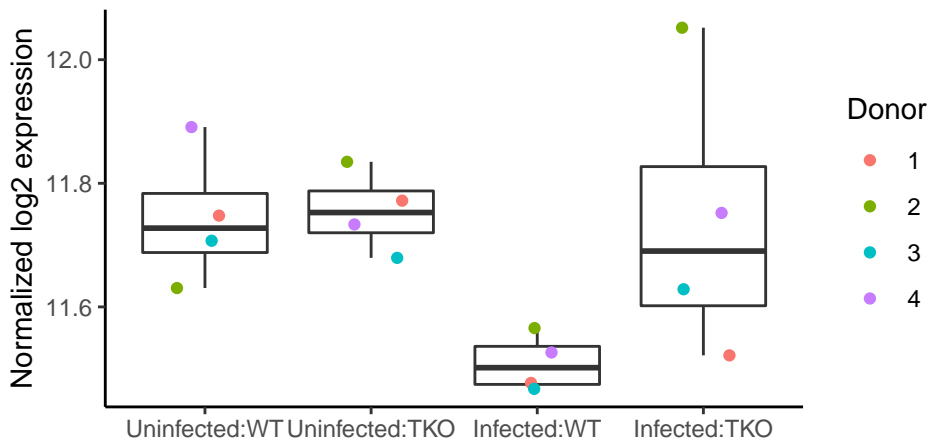 Normalized log2 expression
12.0
11.8
11.6
Uninfected:WT
Uninfected:TKO
Infected:WT
Infected:TKO
Donor
1
2
3
4